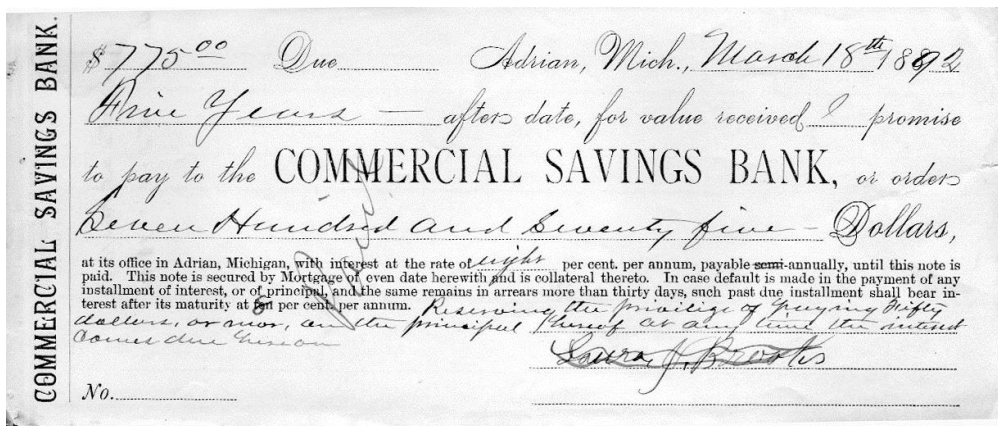 COMMERCIAL SAVINGS BANK.
$775.00 Due Adrian, Mich., March 18th 1892
Five Years — after date, for value received I promise
to pay to the COMMERCIAL SAVINGS BANK, or order
Seven Hundred and Seventy five — Dollars,
at its office in Adrian, Michigan, with interest at the rate of eight per cent. per annum, payable semi-annually, until this note is
paid. This note is secured by Mortgage of even date herewith and is collateral thereto. In case default is made in the payment of any
installment of interest, or of principal, and the same remains in arrears more than thirty days, such past due installment shall bear in-
terest after its maturity at ten per cent. per annum. Reserving the privilige of paying Fifty
dollars, or mor, on the principal thereof at any time the interest
comes due hereon
Laura J. Brooks
No.
Paid